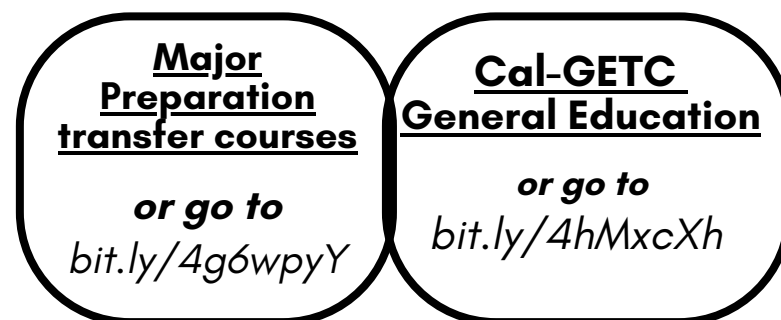 Major
Preparation
transfer courses
or go to
bit.ly/4g6wpyY
Cal-GETC
General Education
or go to
bit.ly/4hMxcXh